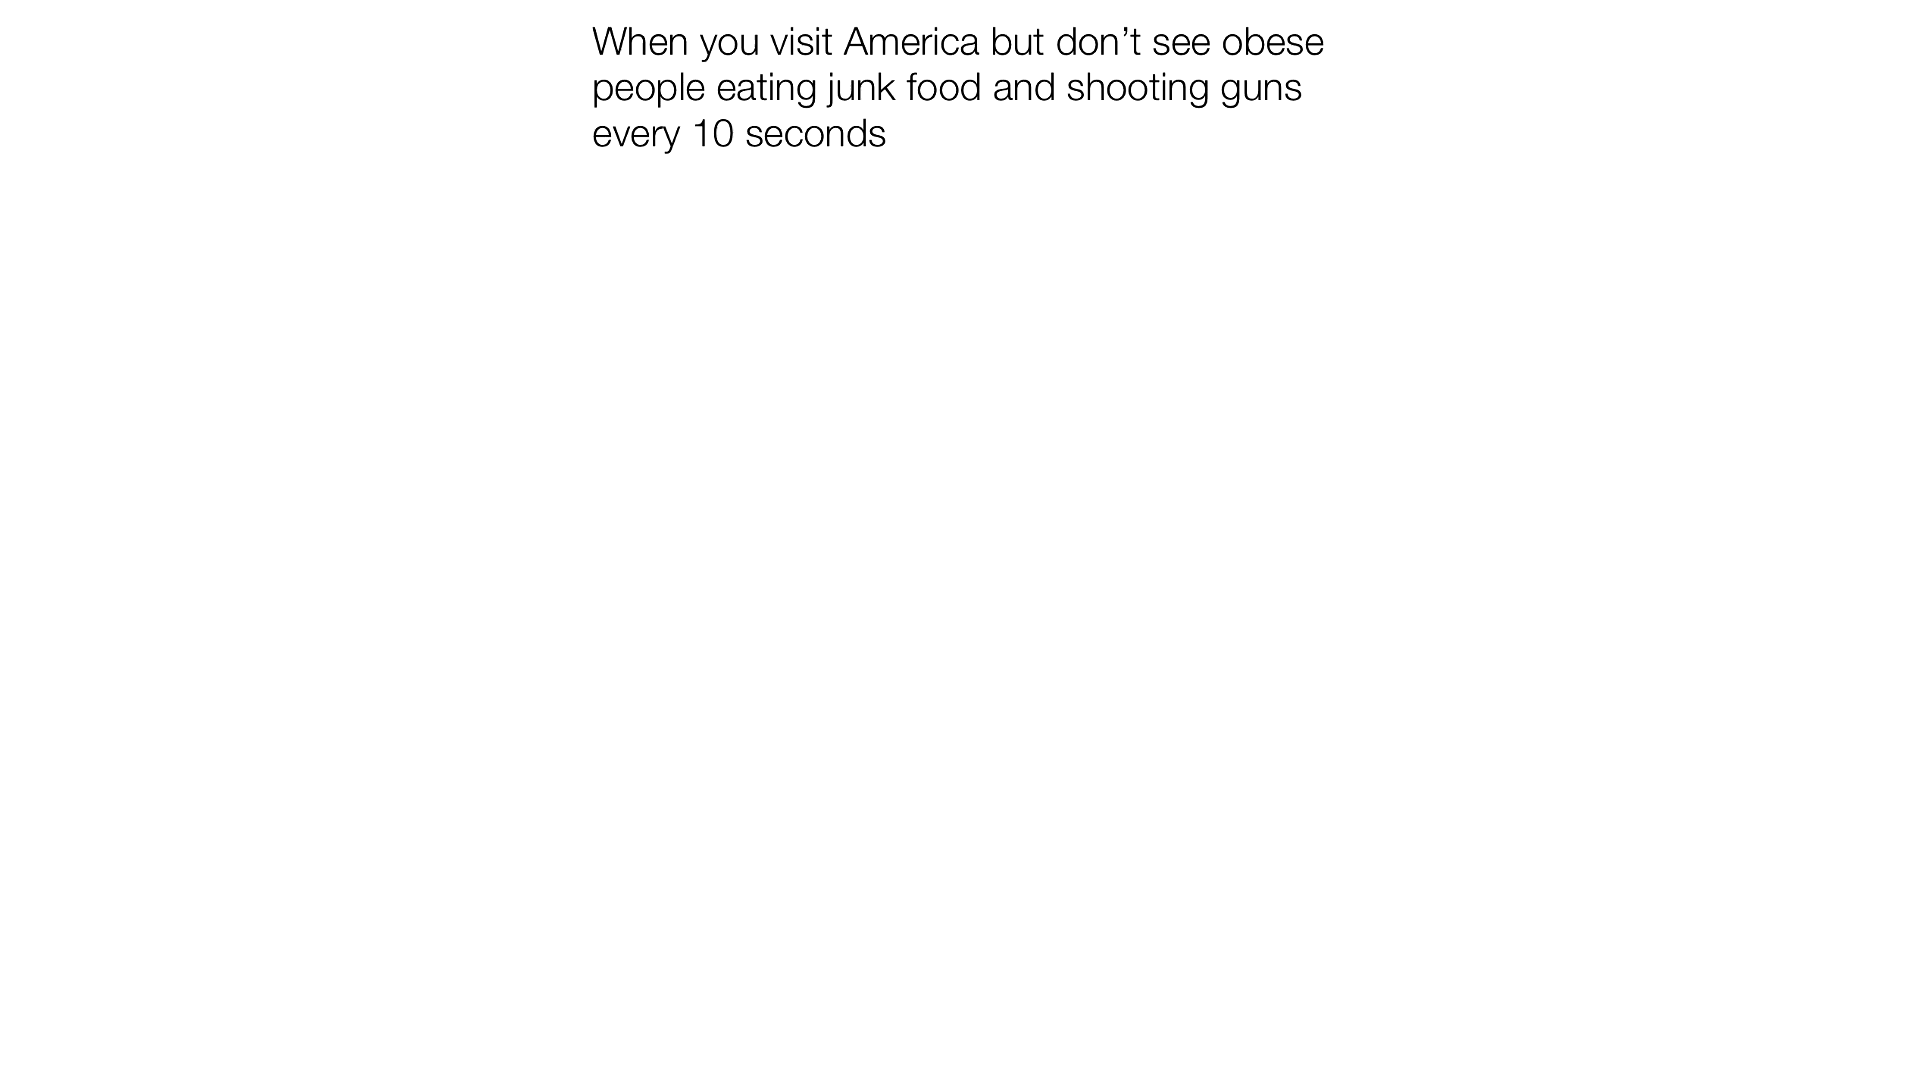 When you visit America but don’t see obese
people eating junk food and shooting guns
every 10 seconds